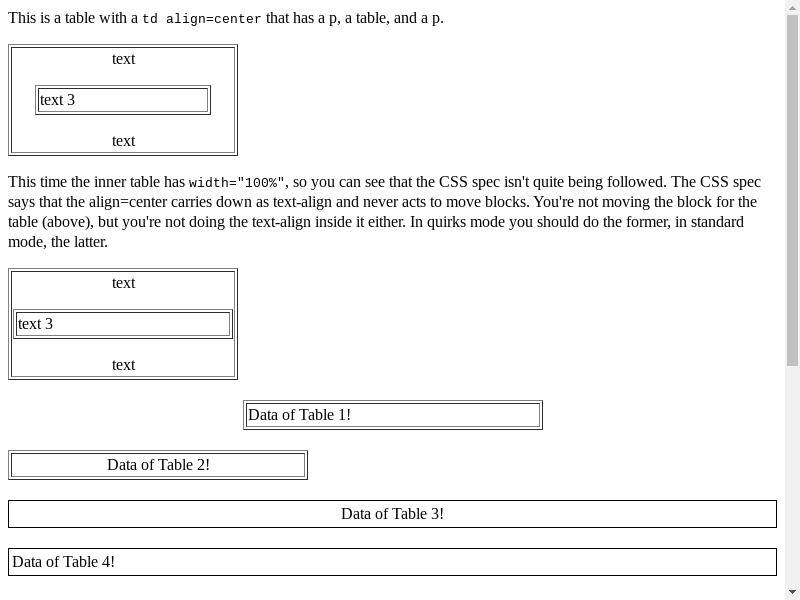 This is a table with a td align=center that has a p, a table, and a p.
text
text 3
text
This time the inner table has width="100%", so you can see that the CSS spec isn't quite being followed. The CSS spec
says that the align=center carries down as text-align and never acts to move blocks. You're not moving the block for the
table (above), but you're not doing the text-align inside it either. In quirks mode you should do the former, in standard
mode, the latter.
text
text 3
text
Data of Table 1!
Data of Table 2!
Data of Table 3!
Data of Table 4!